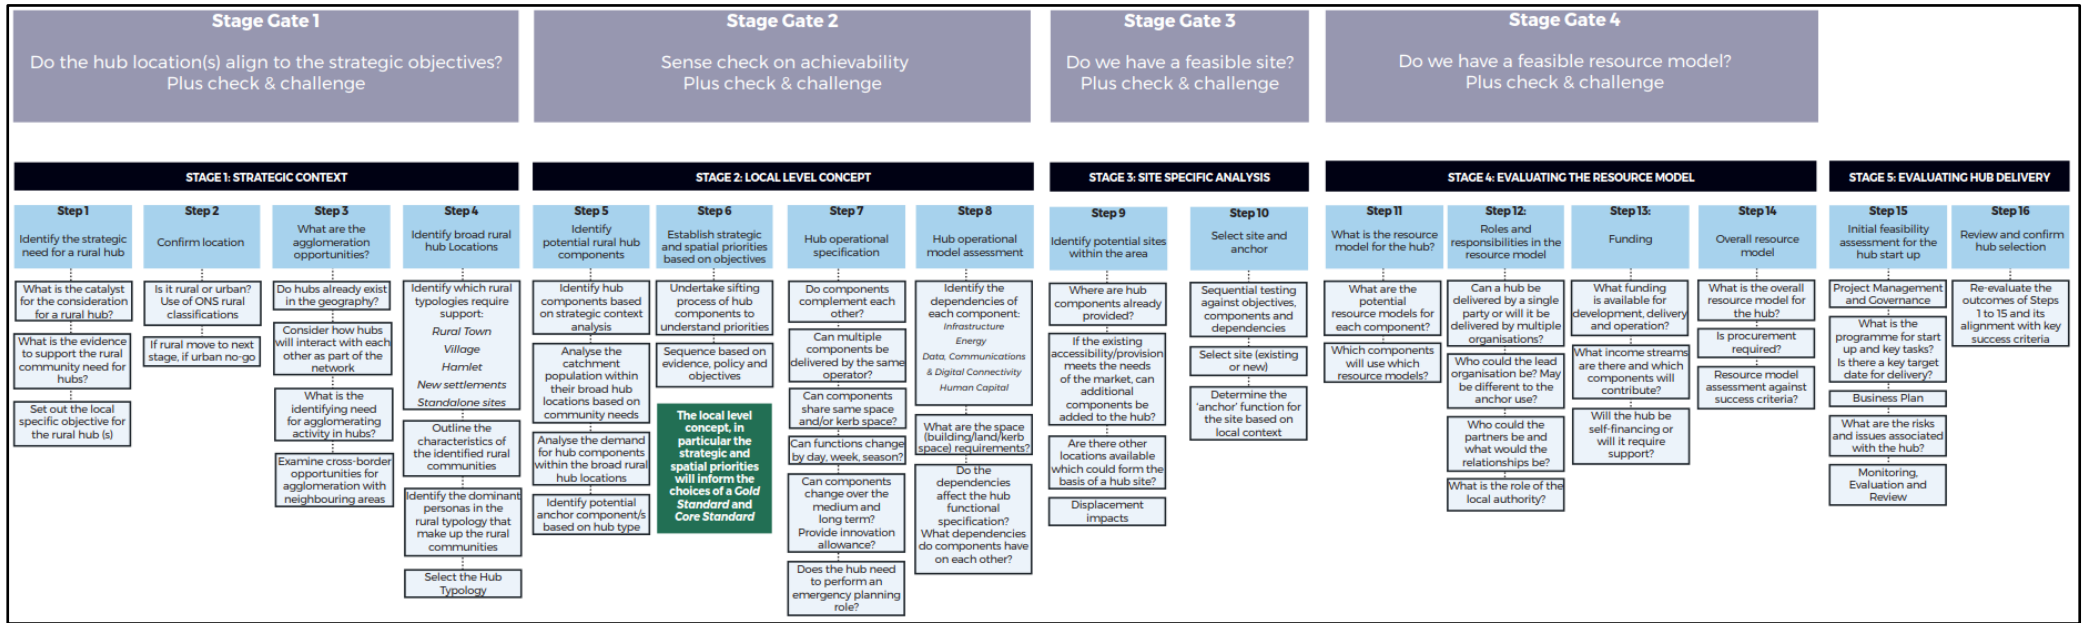 Stage Gate 1
Do the hub location(s) align to the strategic objectives?
Plus check & challenge
Stage Gate 2
Sense check on achievability
Plus check & challenge
Stage Gate 3
Do we have a feasible site?
Plus check & challenge
Stage Gate 4
Do we have a feasible resource model?
Plus check & challenge
STAGE 1: STRATEGIC CONTEXT
Step 1
Identify the strategic
need for a rural hub
What is the catalyst
for the consideration
for a rural hub?
What is the evidence
to support the rural
community need for
hubs?
Set out the local
specific objective for
the rural hub (s)
Step 2
Confirm location
Is it rural or urban?
Use of ONS rural
classifications
If rural move to next
stage, if urban no-go
Step 3
What are the
agglomeration
opportunities?
Do hubs already exist
in the geography?
Consider how hubs
will interact with each
other as part of the
network
What is the
identifying need
for agglomerating
activity in hubs?
Examine cross-border
opportunities for
agglomeration with
neighbouring areas
Step 4
Identify broad rural
hub Locations
Identify which rural
typologies require
support:
Rural Town
Village
Hamlet
New settlements
Standalone sites
Outline the
characteristics of
the identified rural
communities
Identify the dominant
personas in the
rural typology that
make up the rural
communities
Select the Hub
Typology
STAGE 2: LOCAL LEVEL CONCEPT
Step 5
Identify
potential rural hub
components
Identify hub
components based
on strategic context
analysis
Analyse the
catchment
population within
their broad hub
locations based on
community needs
Analyse the demand
for hub components
within the broad rural
hub locations
Identify potential
anchor component/s
based on hub type
Step 6
Establish strategic
and spatial priorities
based on objectives
Undertake sifting
process of hub
components to
understand priorities
Sequence based on
evidence, policy and
objectives
The local level
concept, in
particular the
strategic and
spatial priorities
will inform the
choices of a Gold
Standard and
Core Standard
Step 7
Hub operational
specification
Do components
complement each
other?
Can multiple
components be
delivered by the same
operator?
Can components
share same space
and/or kerb space?
Can functions change
by day, week, season?
Can components
change over the
medium and
long term?
Provide innovation
allowance?
Does the hub need
to perform an
emergency planning
role?
Step 8
Hub operational
model assessment
Identify the
dependencies of
each component:
Infrastructure
Energy
Data, Communications
& Digital Connectivity
Human Capital
What are the space
(building/land/kerb
space) requirements?
Do the
dependencies
affect the hub
functional
specification?
What dependencies
do components have
on each other?
STAGE 3: SITE SPECIFIC ANALYSIS
Step 9
Identify potential sites
within the area
Where are hub
components already
provided?
If the existing
accessibility/provision
meets the needs
of the market, can
additional
components be
added to the hub?
Are there other
locations available
which could form the
basis of a hub site?
Displacement
impacts
Step 10
Select site and
anchor
Sequential testing
against objectives,
components and
dependencies
Select site (existing
or new)
Determine the
'anchor' function for
the site based on
local context
STAGE 4: EVALUATING THE RESOURCE MODEL
Step 11
What is the resource
model for the hub?
What are the
potential
resource models for
each component?
Which components
will use which
resource models?
Step 12:
Roles and
responsibilities in the
resource model
Can a hub be
delivered by a single
party or will it be
delivered by multiple
organisations?
Who could the lead
organisation be? May
be different to the
anchor use?
Who could the
partners be and
what would the
relationships be?
What is the role of the
local authority?
Step 13:
Funding
What funding
is available for
development, delivery
and operation?
What income streams
are there and which
components will
contribute?
Will the hub be
self-financing or
will it require
support?
Step 14
Overall resource
model
What is the overall
resource model for
the hub?
Is procurement
required?
Resource model
assessment against
success criteria?
STAGE 5: EVALUATING HUB DELIVERY
Step 15
Initial feasibility
assessment for the
hub start up
Project Management
and Governance
What is the
programme for start
up and key tasks?
Is there a key target
date for delivery?
Business Plan
What are the risks
and issues associated
with the hub?
Monitoring,
Evaluation and
Review
Step 16
Review and confirm
hub selection
Re-evaluate the
outcomes of Steps
1 to 15 and its
alignment with key
success criteria